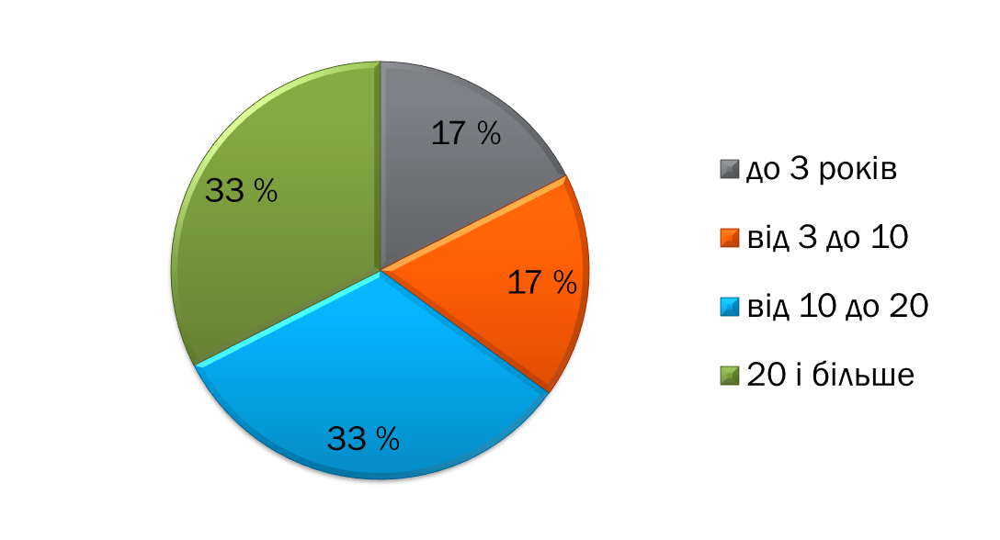 17 %
17 %
33 %
33 %
до 3 років
від 3 до 10
від 10 до 20
20 і більше